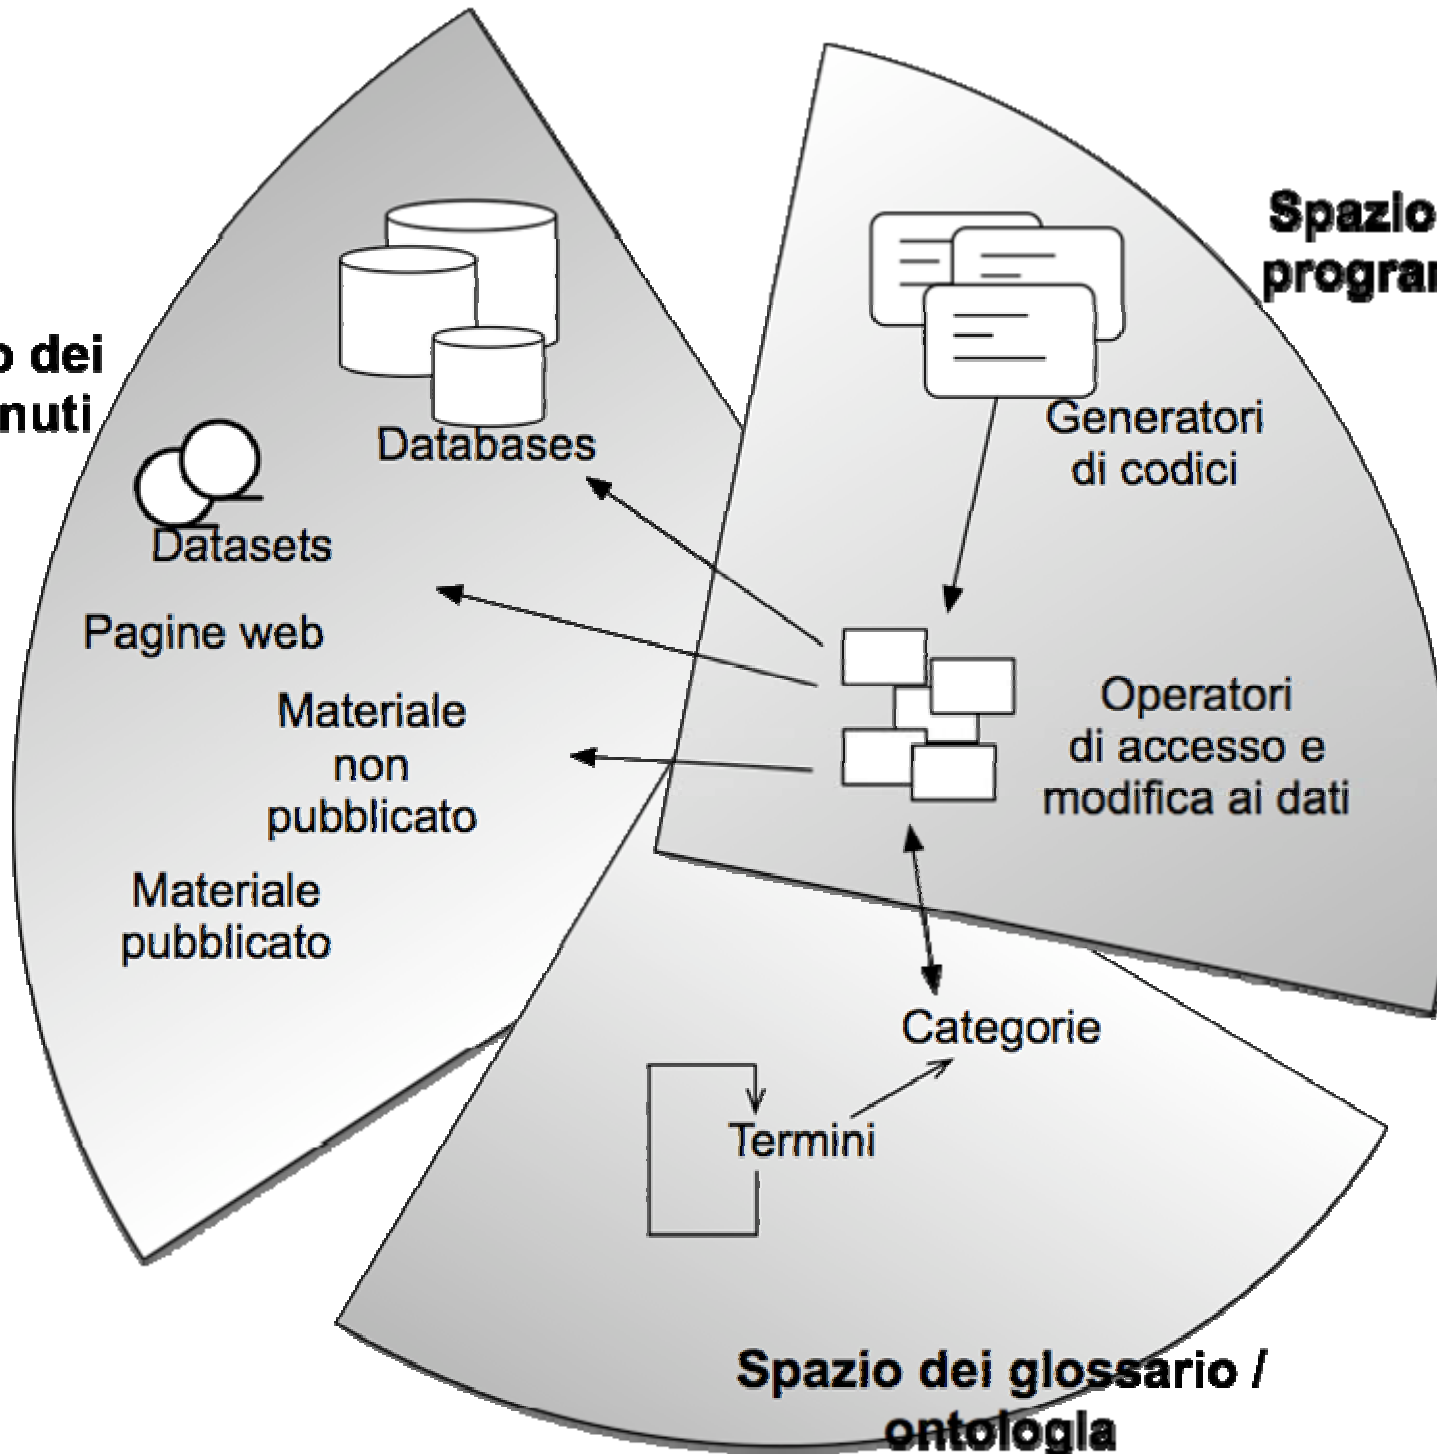 Spazio
o dei
nuti
Databases
Generatori
di codici
Datasets
Pagine web
Materiale
non
pubblicato
Operatori
di accesso e
modifica ai dati
Materiale
pubblicato
Categorie
Termini
Spazio dei glossario /
ontologia